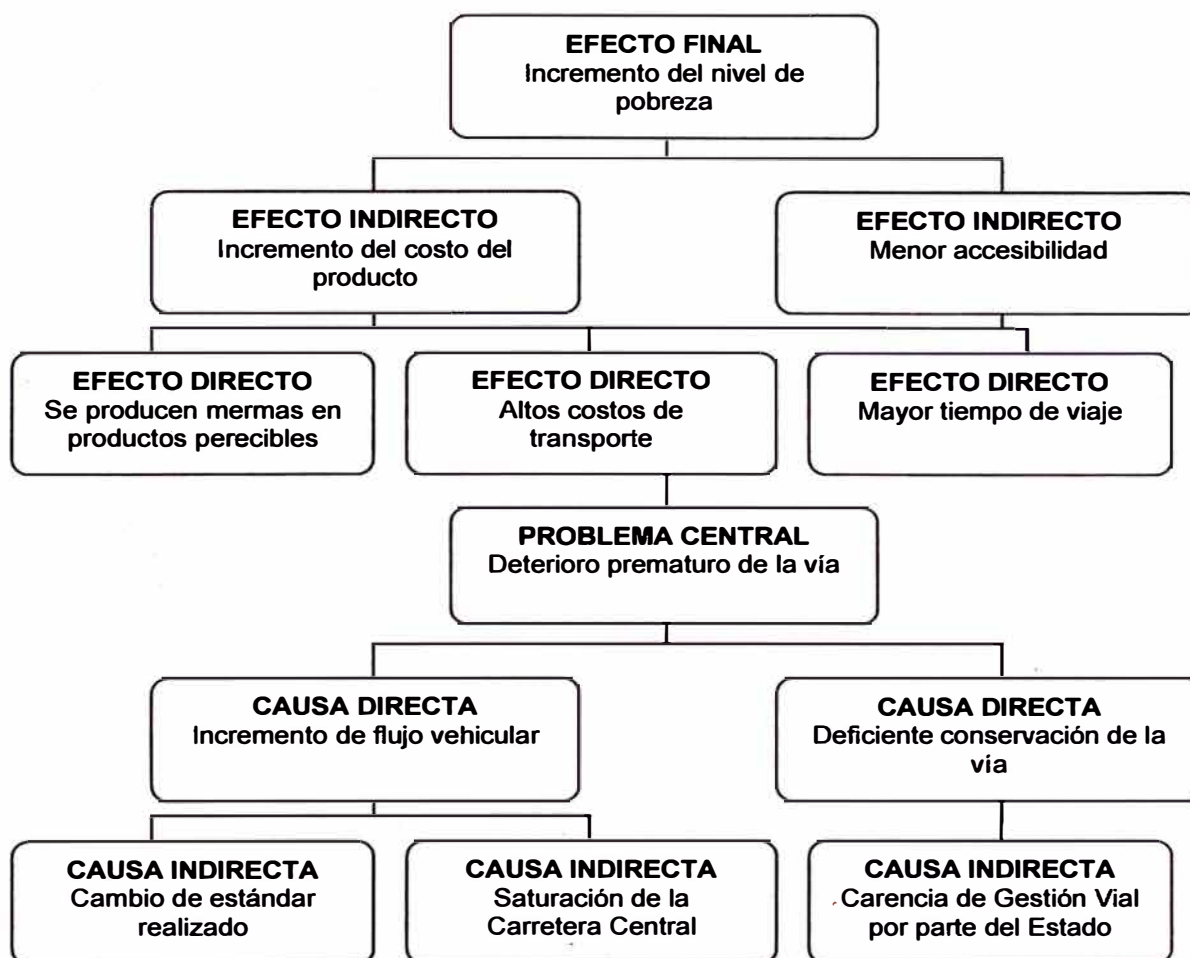 EFECTO FINAL
Incremento del nivel de
pobreza
EFECTO INDIRECTO
Incremento del costo del
producto
EFECTO INDIRECTO
Menor accesibilidad
EFECTO DIRECTO
Se producen mermas en
productos perecibles
EFECTO DIRECTO
Altos costos de
transporte
EFECTO DIRECTO
Mayor tiempo de viaje
PROBLEMA CENTRAL
Deterioro prematuro de la vía
CAUSA DIRECTA
Incremento de flujo vehicular
CAUSA DIRECTA
Deficiente conservación de la
vía
CAUSA INDIRECTA
Cambio de estándar
realizado
CAUSA INDIRECTA
Saturación de la
Carretera Central
CAUSA INDIRECTA
Carencia de Gestión Vial
por parte del Estado